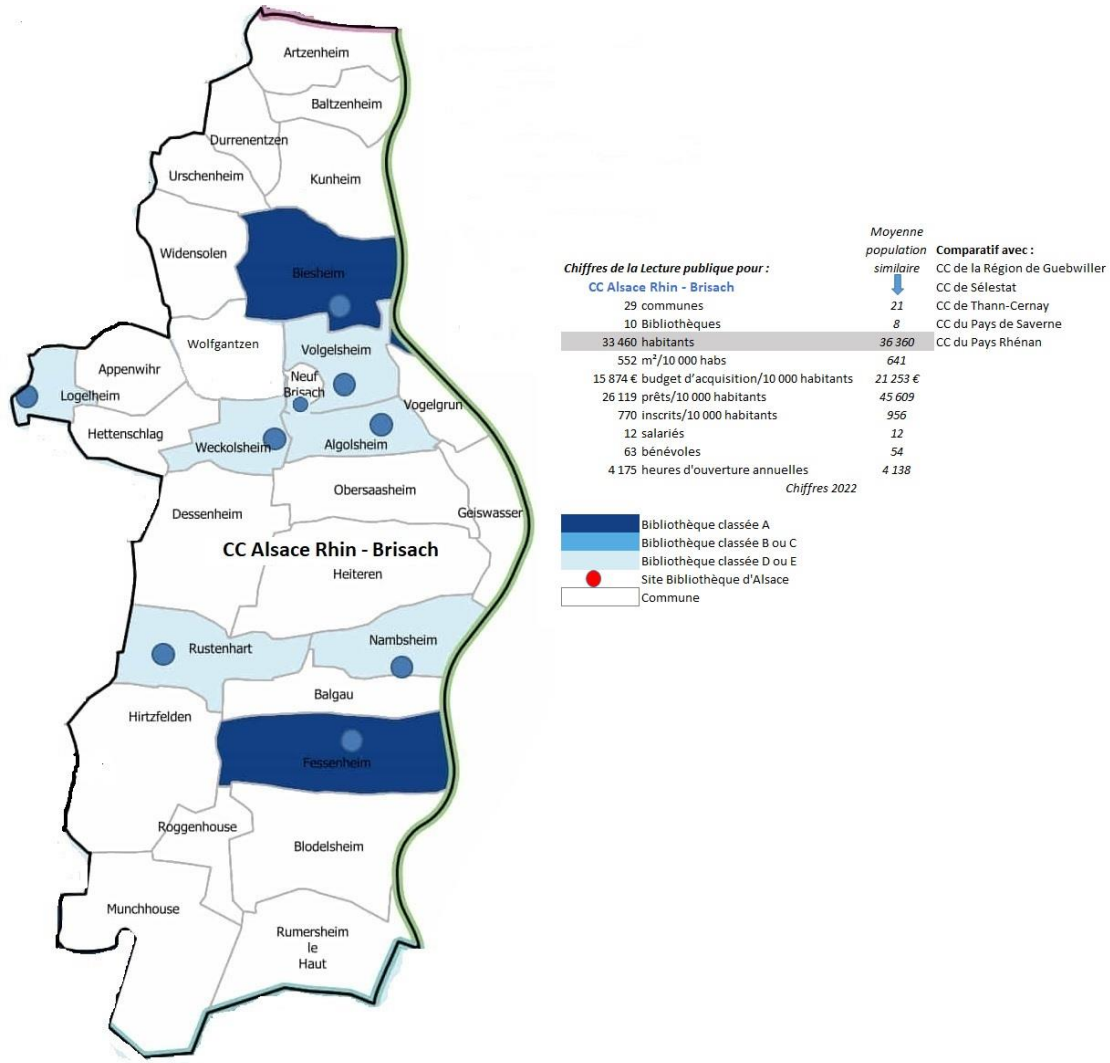 Artzenheim
Baltzenheim
Durrenentzen
Urschenheim
Kunheim
Widensolen
Biesheim
Wolfgantzen
Volgelsheim
Appenwihr
Neuf
Brisach
Logelheim
Vogelgrun
Hettenschlag
Weckolsheim
Algolsheim
Obersaasheim
Dessenheim
Geiswasser
CC Alsace Rhin - Brisach
Heiteren
Rustenhart
Nambsheim
Balgau
Hirtzfelden
Fessenheim
Roggenhouse
Blodelsheim
Munchhouse
Rumersheim
le
Haut
Moyenne
population
similaire
Comparatif avec :
Chiffres de la Lecture publique pour :
CC de la Région de Guebwiller
CC Alsace Rhin - Brisach
CC de Sélestat
29 communes 21 CC de Thann-Cernay
10 Bibliothèques 8 CC du Pays de Saverne
33 460 habitants 36 360 CC du Pays Rhénan
552 m²/10 000 habs 641
15 874 € budget d'acquisition/10 000 habitants 21 253 €
26 119 prêts/10 000 habitants 45 609
770 inscrits/10 000 habitants 956
12 salariés 12
63 bénévoles 54
4 175 heures d'ouverture annuelles 4 138
Chiffres 2022
Bibliothèque classée A
Bibliothèque classée B ou C
Bibliothèque classée D ou E
Site Bibliothèque d'Alsace
Commune